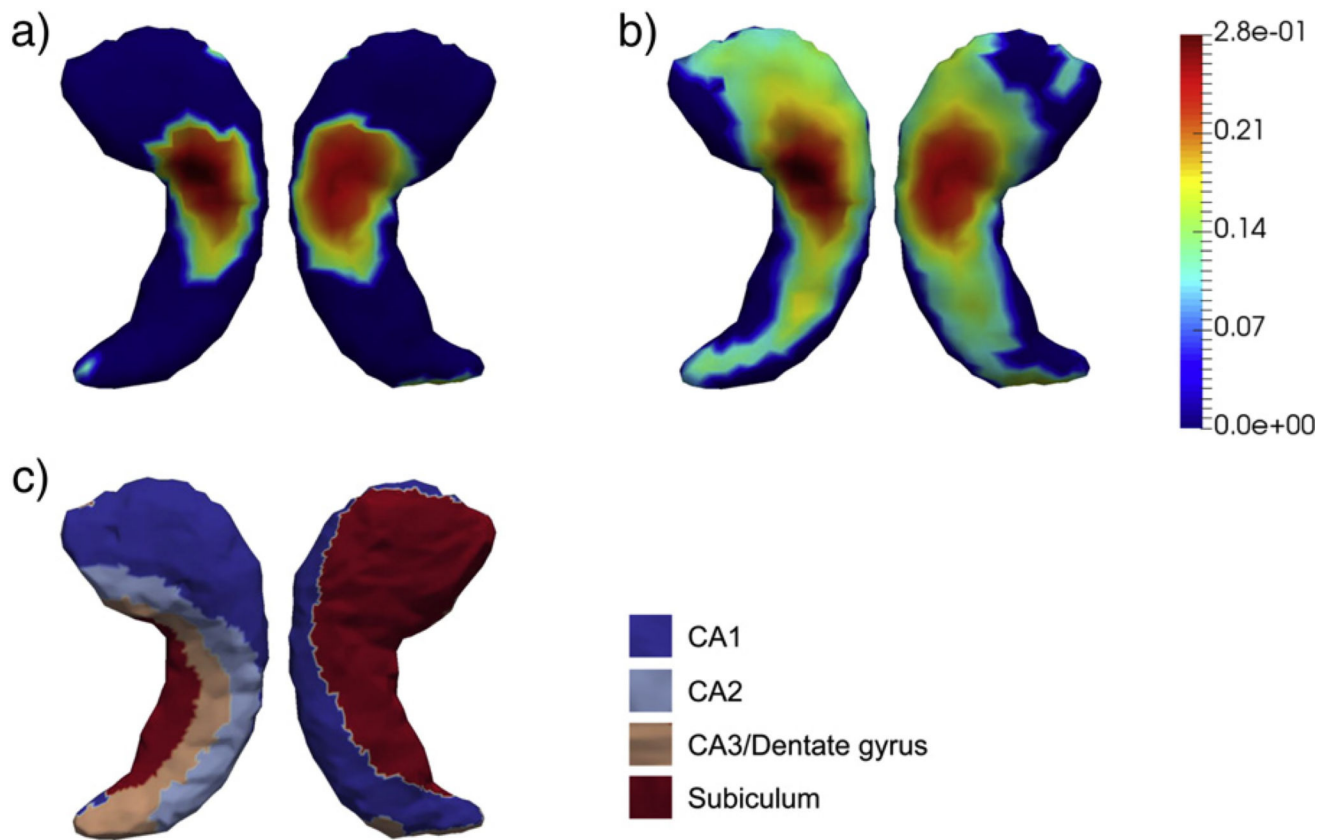 a)
b)
2.8e-01
0.21
0.14
0.07
0.0e+00
c)
CA1
CA2
CA3/Dentate gyrus
Subiculum